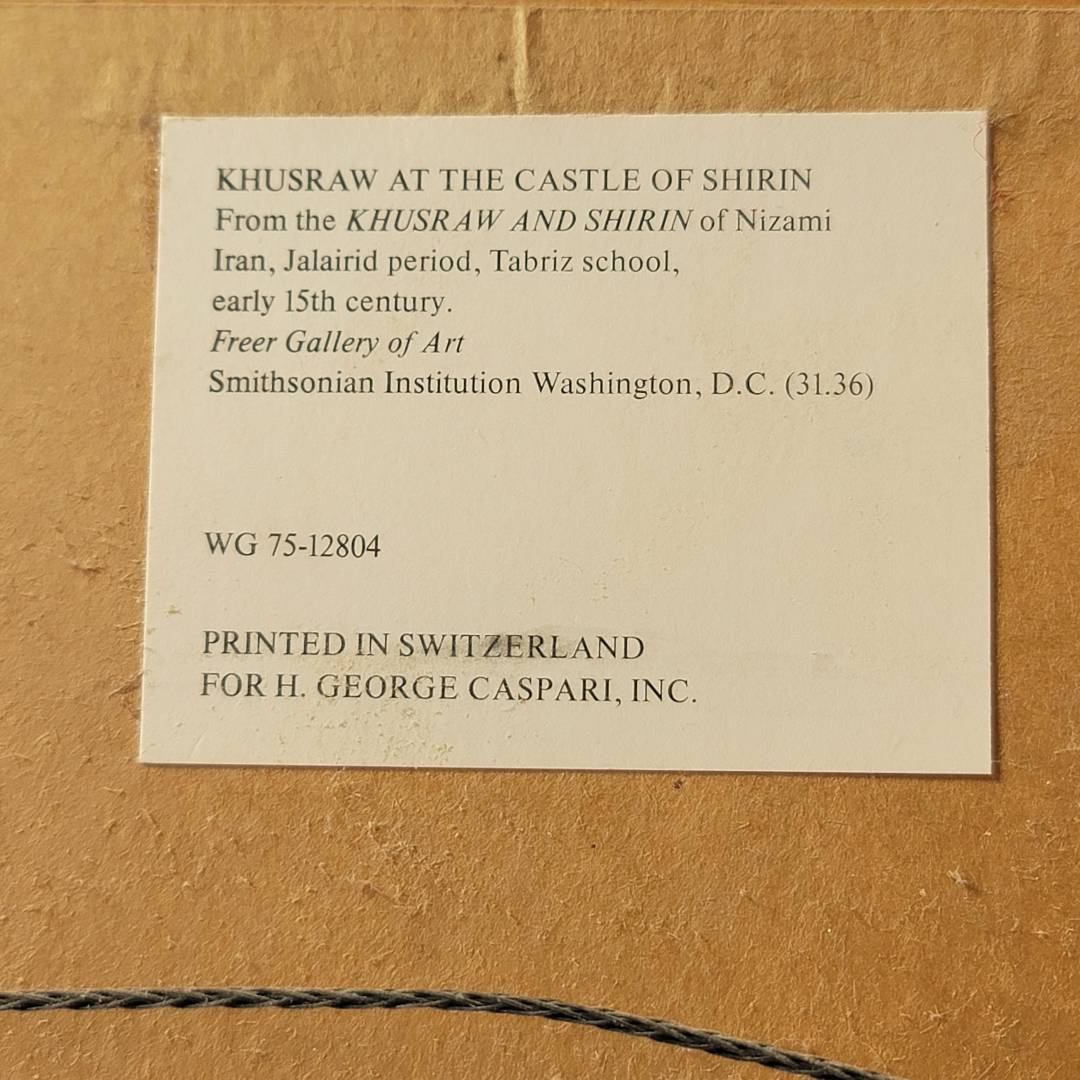 KHUSRAW AT THE CASTLE OF SHIRIN
From the KHUSRAW AND SHIRIN of Nizami
Iran, Jalairid period, Tabriz school,
early 15th century.
Freer Gallery of Art
Smithsonian Institution Washington, D.C. (31.36)
WG 75-12804
PRINTED IN SWITZERLAND
FOR H. GEORGE CASPARI, INC.